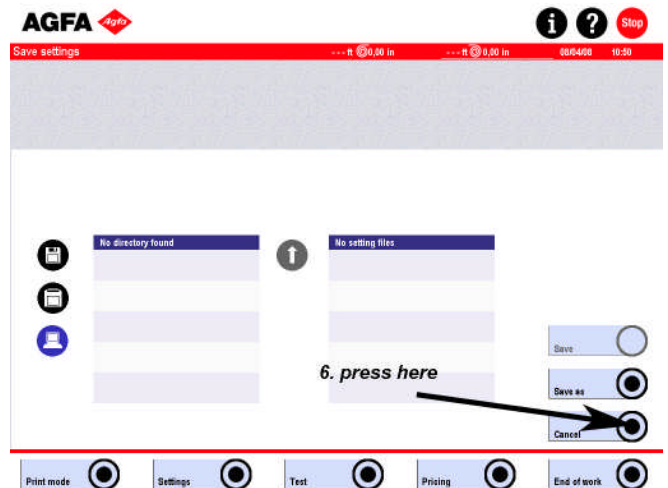 AGFA Agfa
i ? Stop
Save settings --- ft 0,00 in --- ft 0,00 in 08/04/08 10:50
No directory found No setting files
Save
6. press here
Save as
Cancel
Print mode Settings Test Pricing End of work